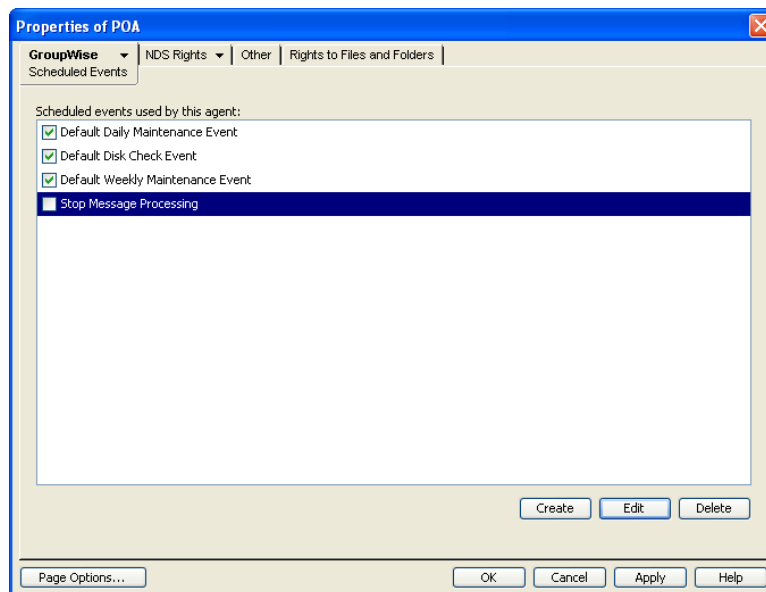 Properties of POA
GroupWise NDS Rights Other Rights to Files and Folders
Scheduled Events
Scheduled events used by this agent:
Default Daily Maintenance Event
Default Disk Check Event
Default Weekly Maintenance Event
Stop Message Processing
Create Edit Delete
Page Options... OK Cancel Apply Help